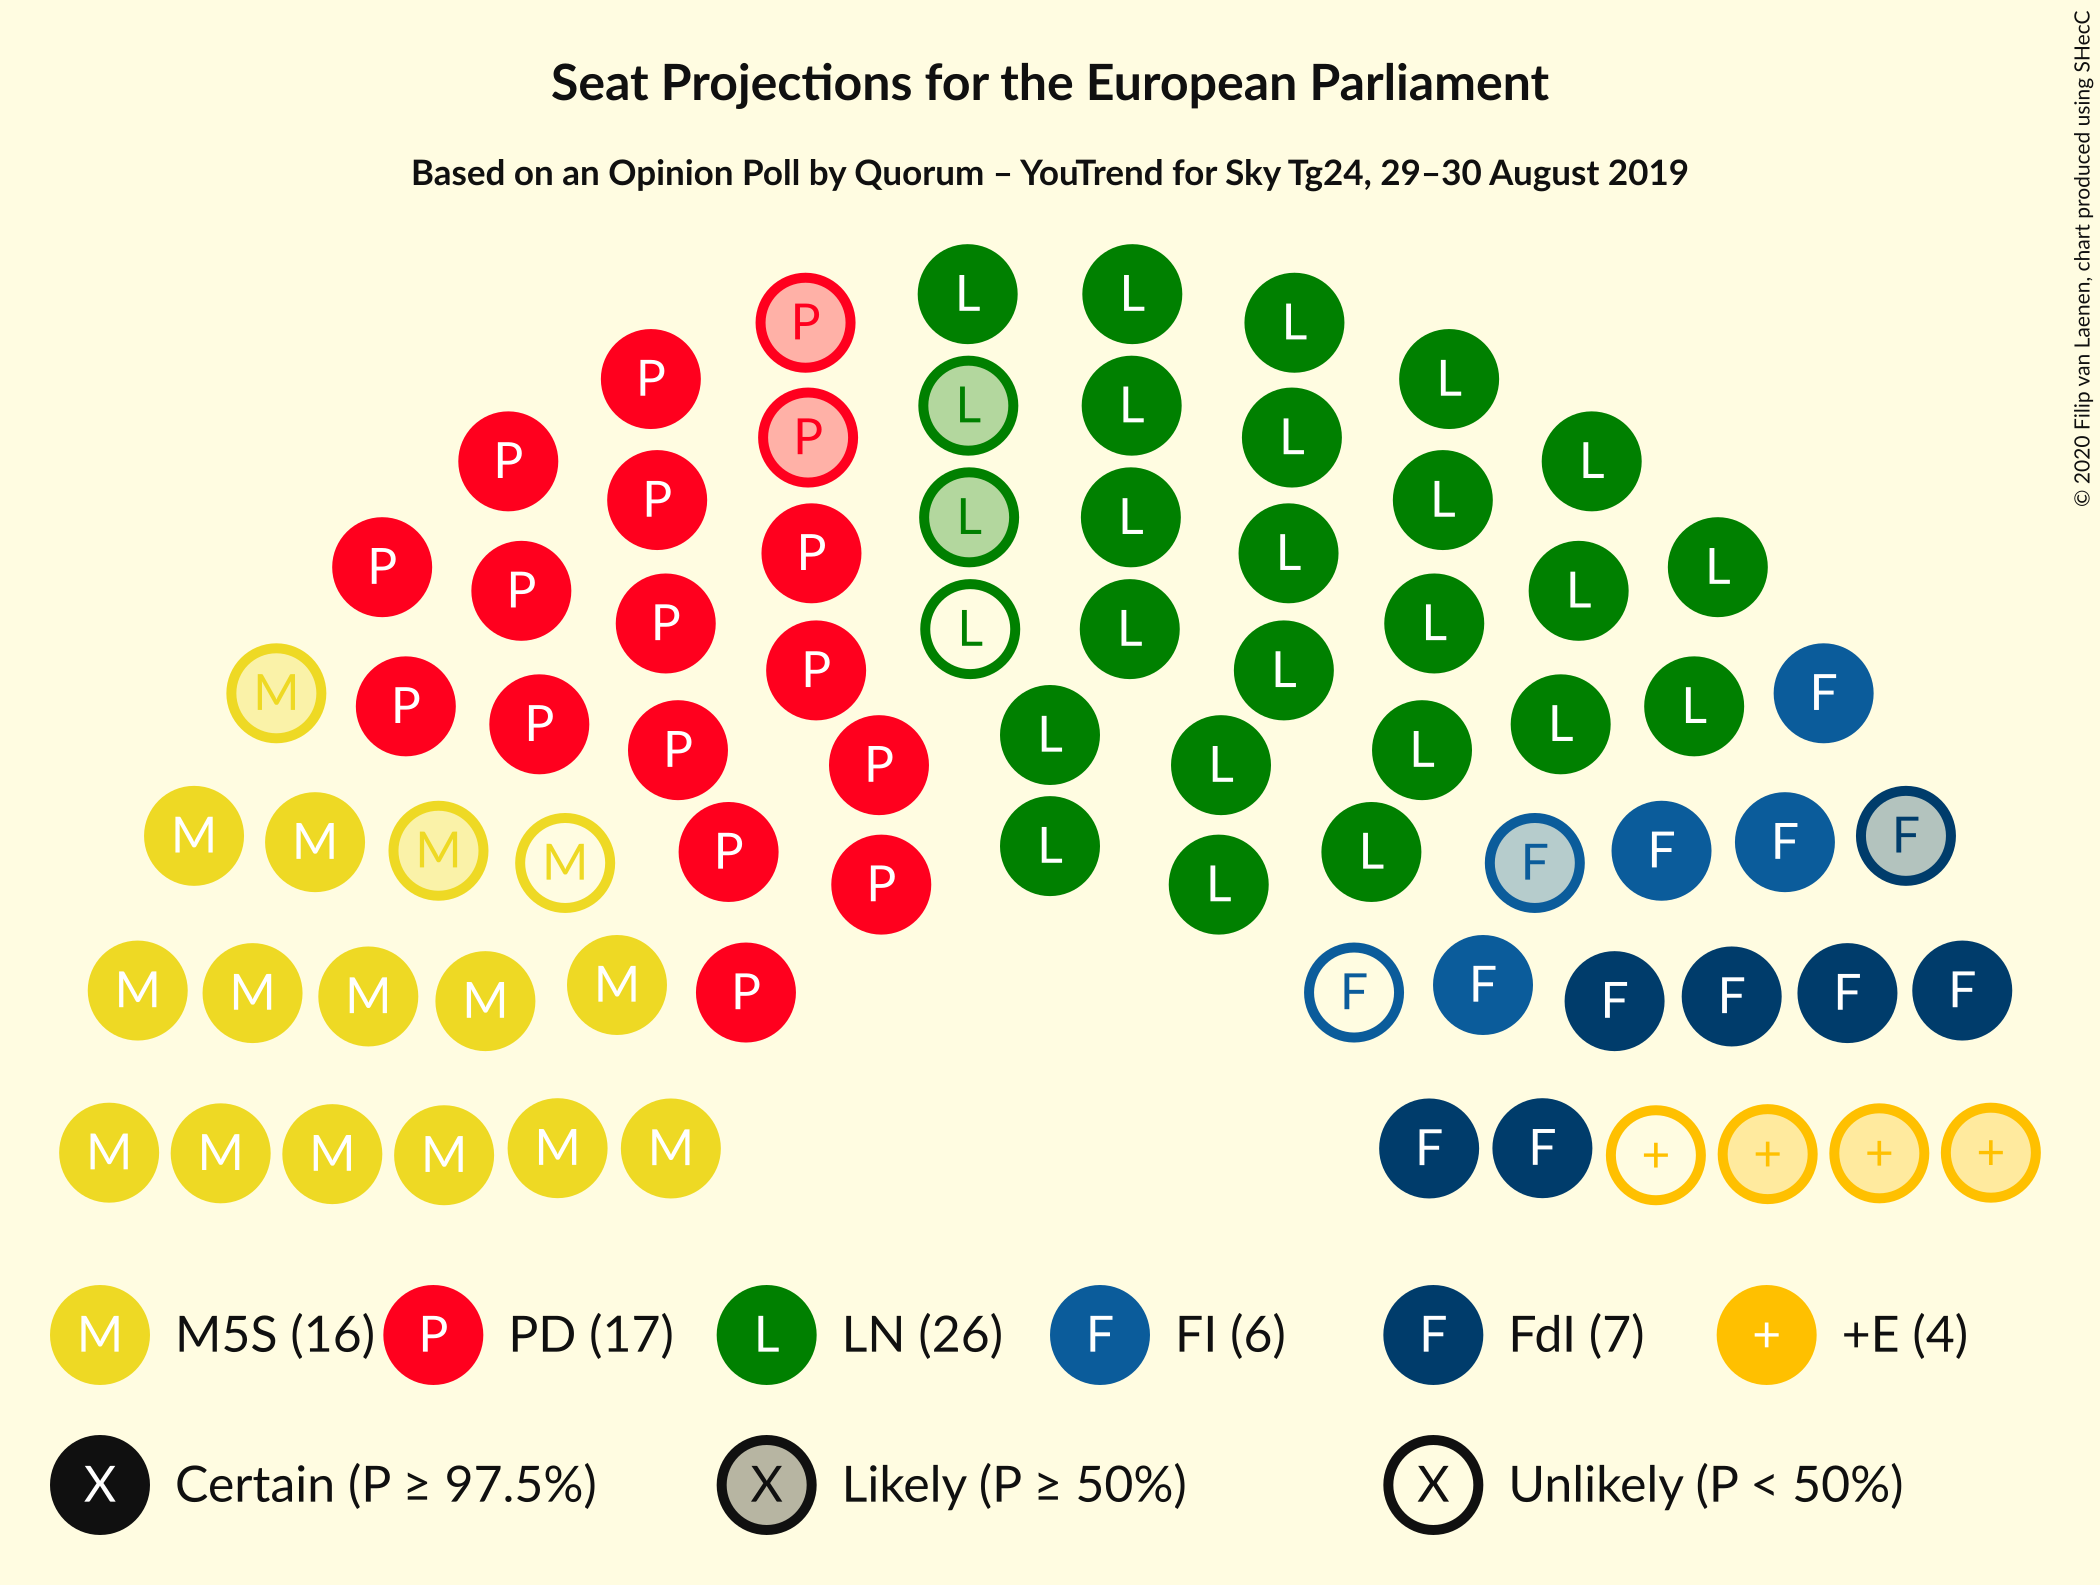 Seat Projections for the European Parliament
Based on an Opinion Poll by Quorum – YouTrend for Sky Tg24, 29–30 August 2019
© 2020 Filip van Laenen, chart produced using SHecC
L L
P L
P L
L L
P L
P L
P L
L L
P L
P L
P L
P L
L L
P L
P L
M F
P L
P L
P L
L
P L
M F
M F
M F
M F
P L
L
P L
M F
M F
M F
M F
M F
P F
M M M M M M F F + + + +
M M5S (16) P PD (17) L LN (26) F FI (6) F FdI (7) + +E (4)
X Certain (P ≥ 97.5%) X Likely (P ≥ 50%) X Unlikely (P < 50%)